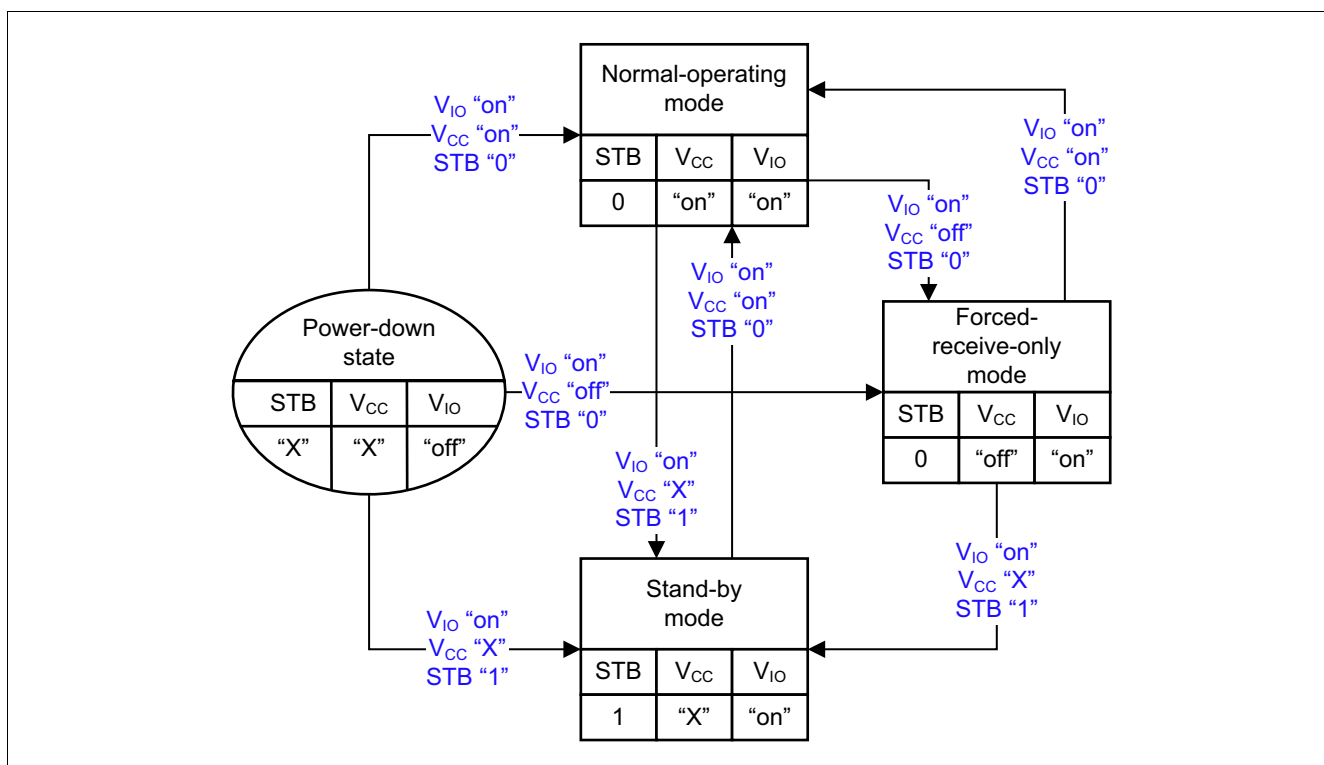 Normal-operating
mode
STB V_CC V_IO
0 “on” “on”
V_IO “on”
V_CC “on”
STB “0”
V_IO “on”
V_CC “on”
STB “0”
V_IO “on”
V_CC “off”
STB “0”
V_IO “on”
V_CC “on”
STB “0”
Power-down
state
STB V_CC V_IO
“X” “X” “off”
V_IO “on”
V_CC “off”
STB “0”
Forced-
receive-only
mode
STB V_CC V_IO
0 “off” “on”
V_IO “on”
V_CC “X”
STB “1”
V_IO “on”
V_CC “X”
STB “1”
V_IO “on”
V_CC “X”
STB “1”
Stand-by
mode
STB V_CC V_IO
1 “X” “on”